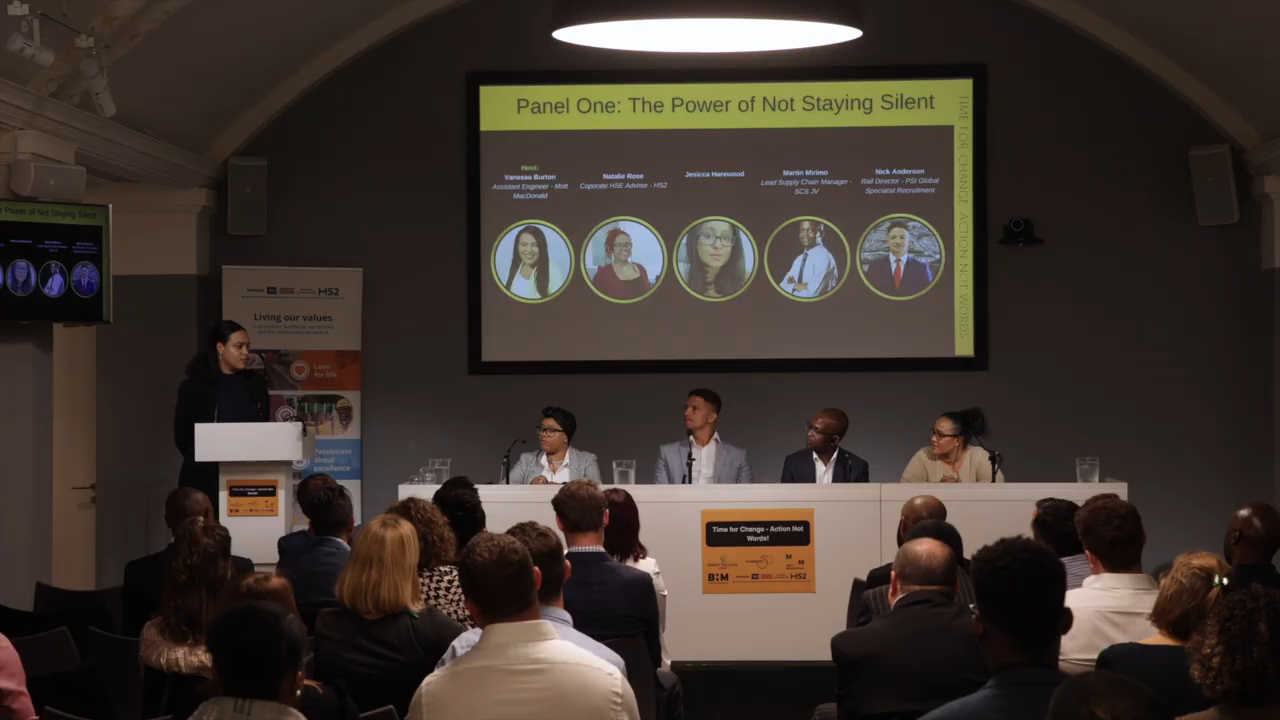 Panel One: The Power of Not Staying Silent
TIME FOR CHANGE ACTION NOT WORDS
Host:
Vanessa Burton
Assistant Engineer - Mott
MacDonald
Natalie Rose
Coporate HSE Advisor - HS2
Jesicca Harewood
Martin Mirimo
Lead Supply Chain Manager -
SCS JV
Nick Anderson
Rail Director - PSI Global
Specialist Recruitment
Power of Not Staying Silent
HS2
Living our values
Love
for life
Passionate
about
excellence
Time for Change - Action Not
Words!
BHM
HS2